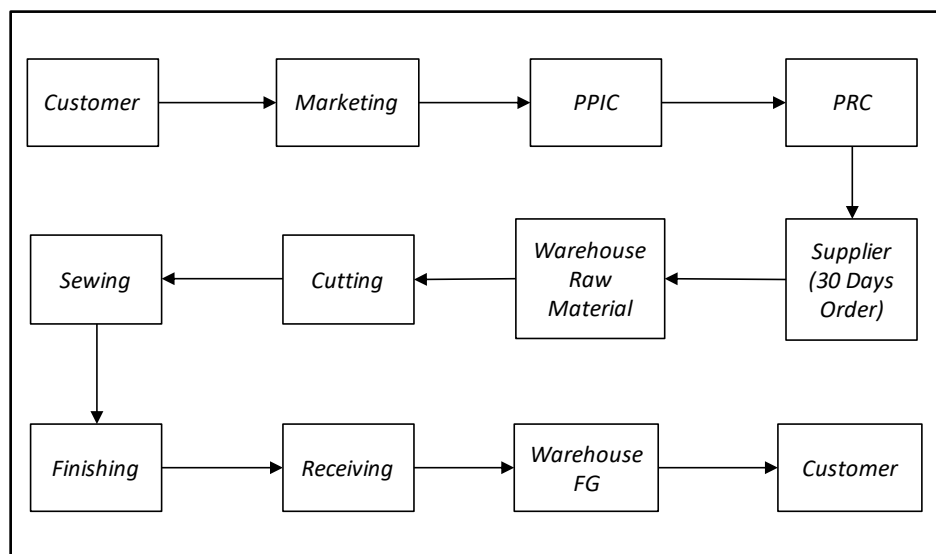 Customer
Marketing
PPIC
PRC
Supplier
(30 Days
Order)
Warehouse
Raw
Material
Cutting
Sewing
Finishing
Receiving
Warehouse
FG
Customer